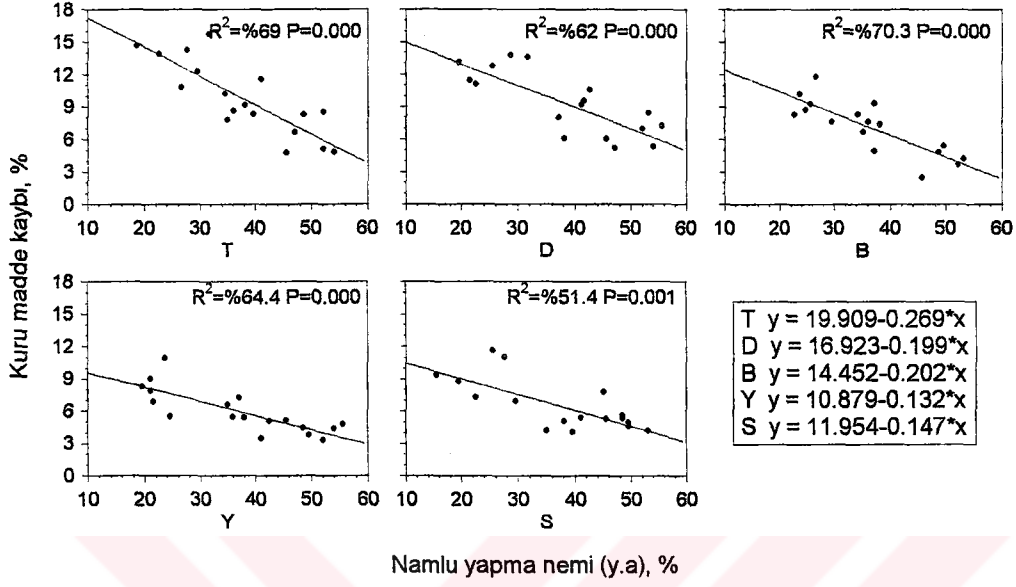 Kuru madde kaybı, %
R²=%69 P=0.000
18
15
12
9
6
3
0
10 20 30 40 50 60
T
R²=%62 P=0.000
10 20 30 40 50 60
D
R²=%70.3 P=0.000
10 20 30 40 50 60
B
R²=%64.4 P=0.000
18
15
12
9
6
3
0
10 20 30 40 50 60
Y
R²=%51.4 P=0.001
10 20 30 40 50 60
S
T y = 19.909-0.269*x
D y = 16.923-0.199*x
B y = 14.452-0.202*x
Y y = 10.879-0.132*x
S y = 11.954-0.147*x
Namlu yapma nemi (y.a), %